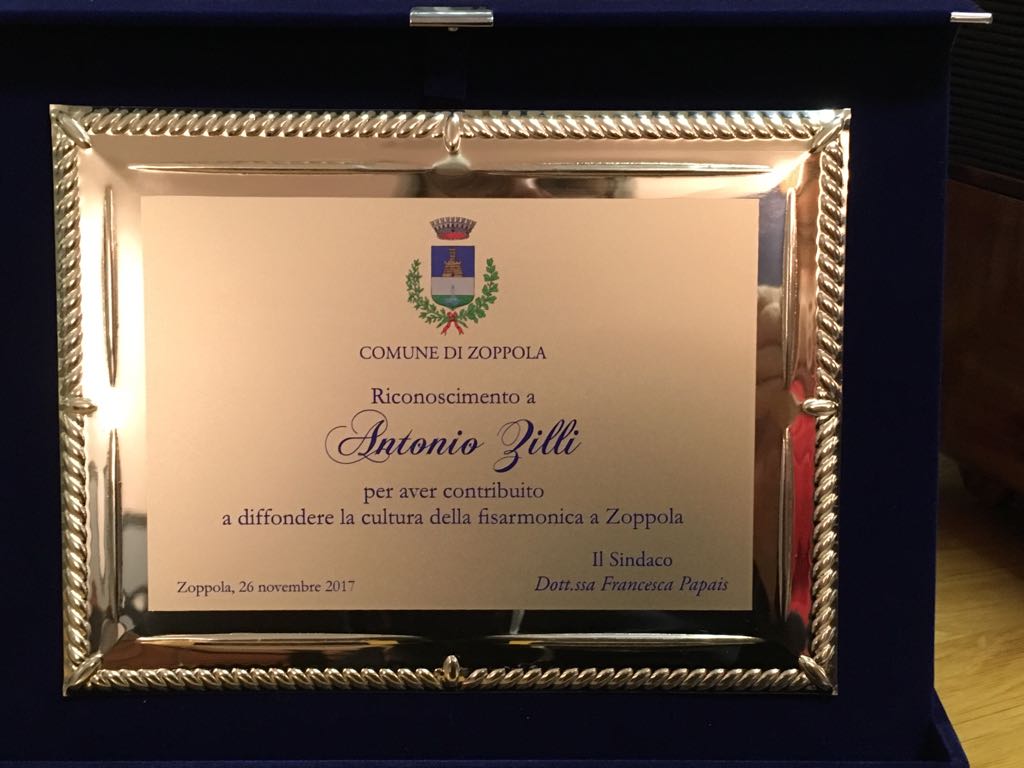 COMUNE DI ZOPPOLA
Riconoscimento a
Antonio Zilli
per aver contribuito
a diffondere la cultura della fisarmonica a Zoppola
Il Sindaco
Zoppola, 26 novembre 2017
Dott.ssa Francesca Papais